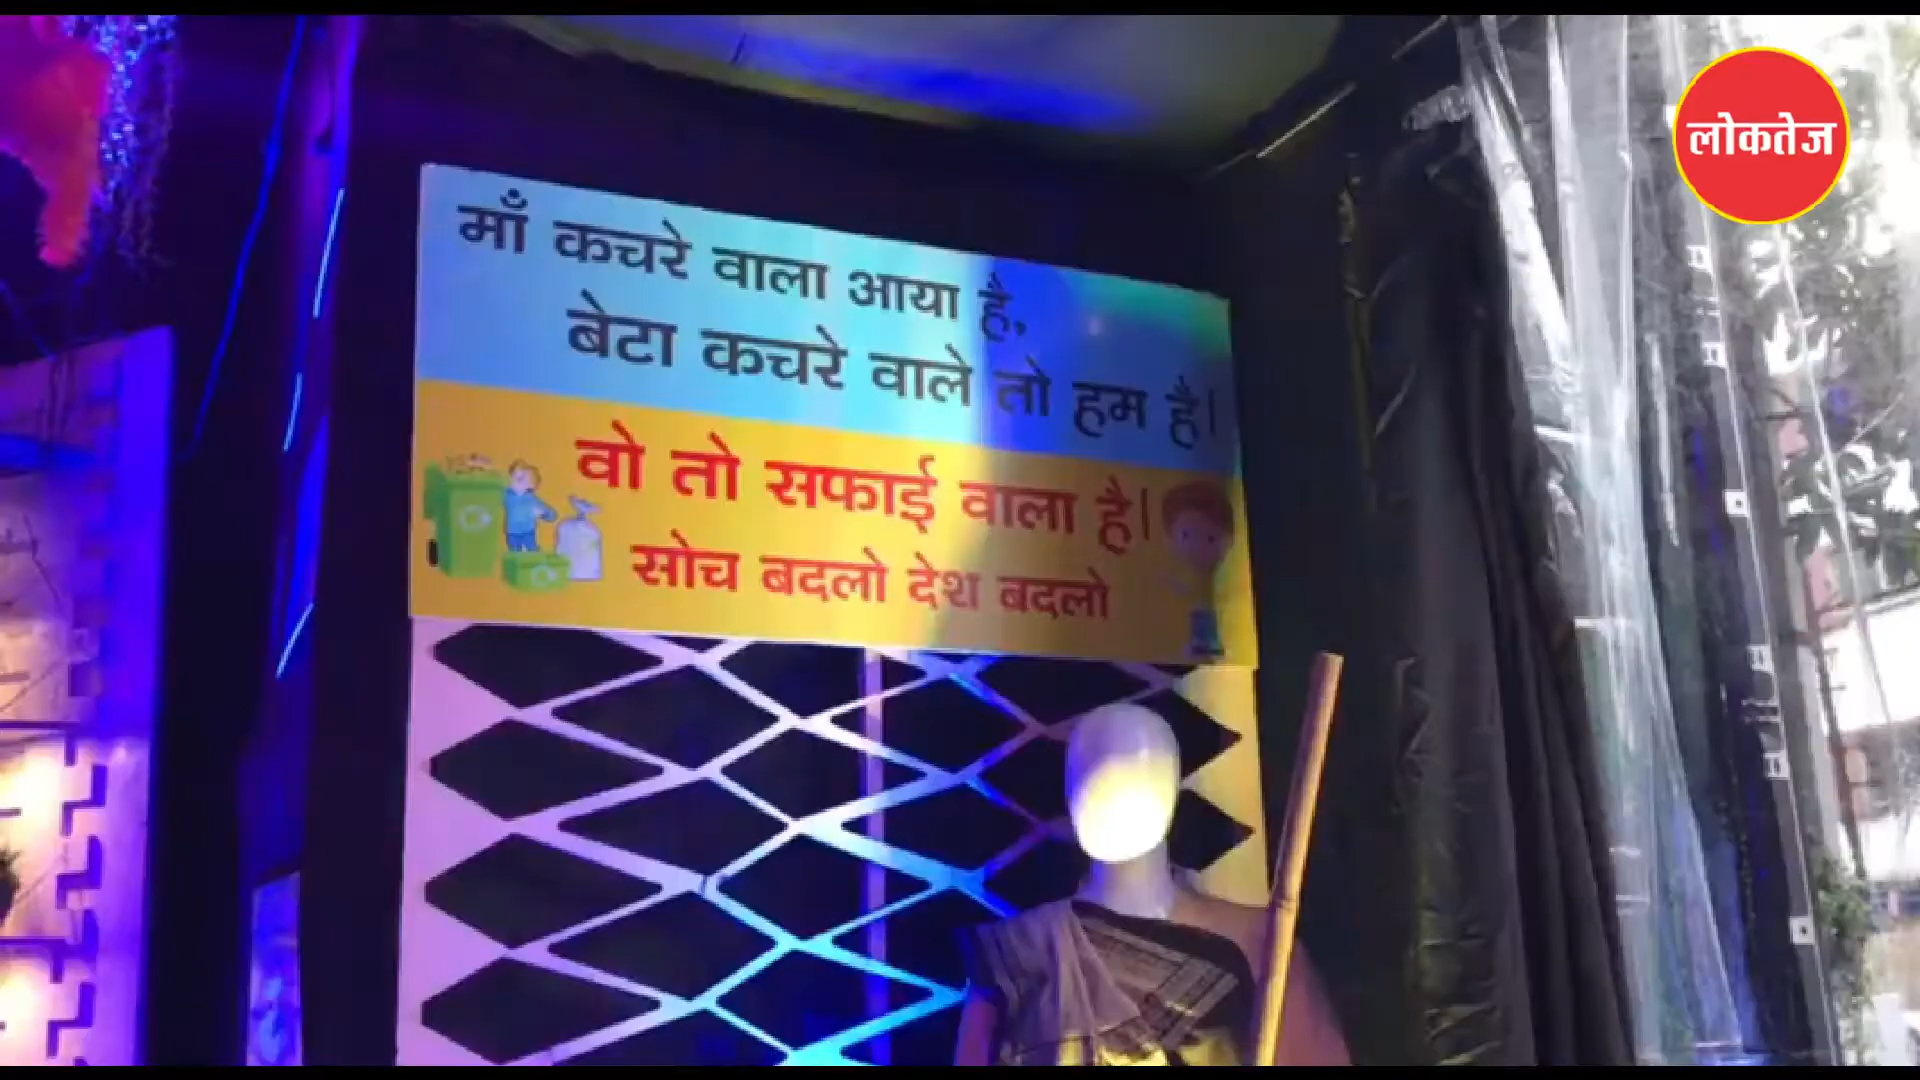 लोकतेज
माँ कचरे वाला आया है,
बेटा कचरे वाले तो हम है।
वो तो सफाई वाला है।
सोच बदलो देश बदलो